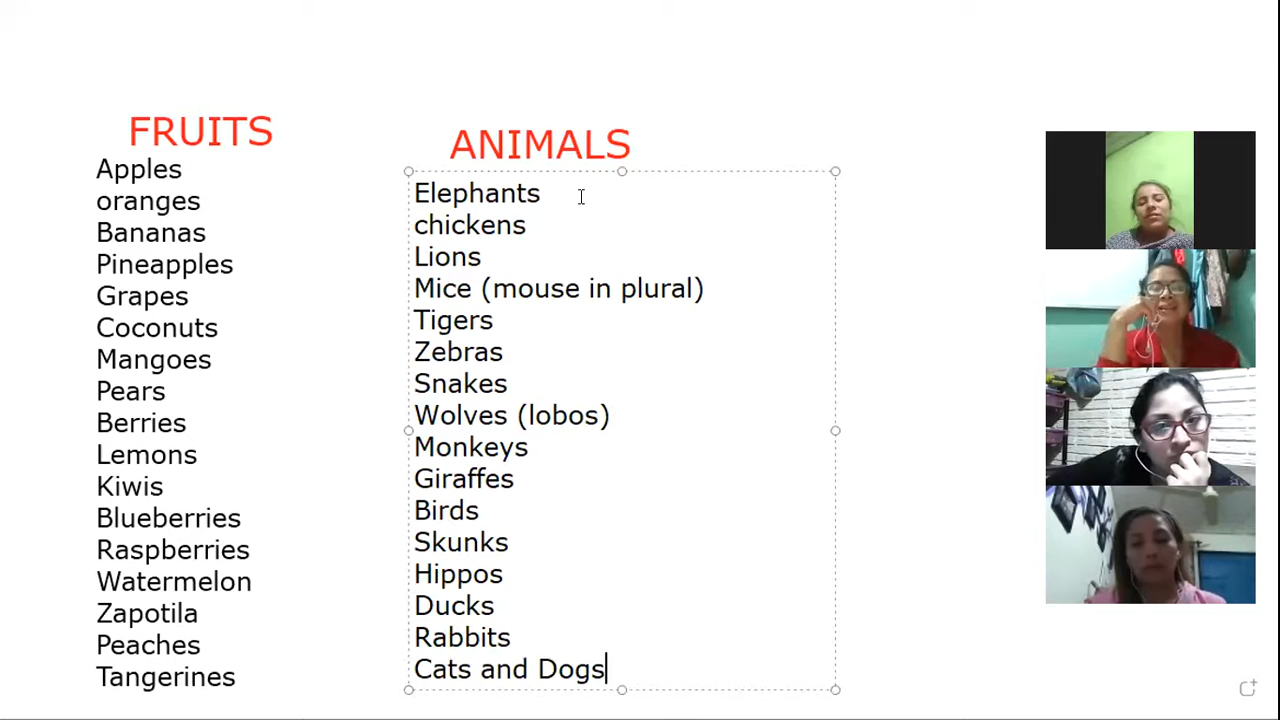 FRUITS
Apples
oranges
Bananas
Pineapples
Grapes
Coconuts
Mangoes
Pears
Berries
Lemons
Kiwis
Blueberries
Raspberries
Watermelon
Zapotila
Peaches
Tangerines
ANIMALS
Elephants
chickens
Lions
Mice (mouse in plural)
Tigers
Zebras
Snakes
Wolves (lobos)
Monkeys
Giraffes
Birds
Skunks
Hippos
Ducks
Rabbits
Cats and Dogs